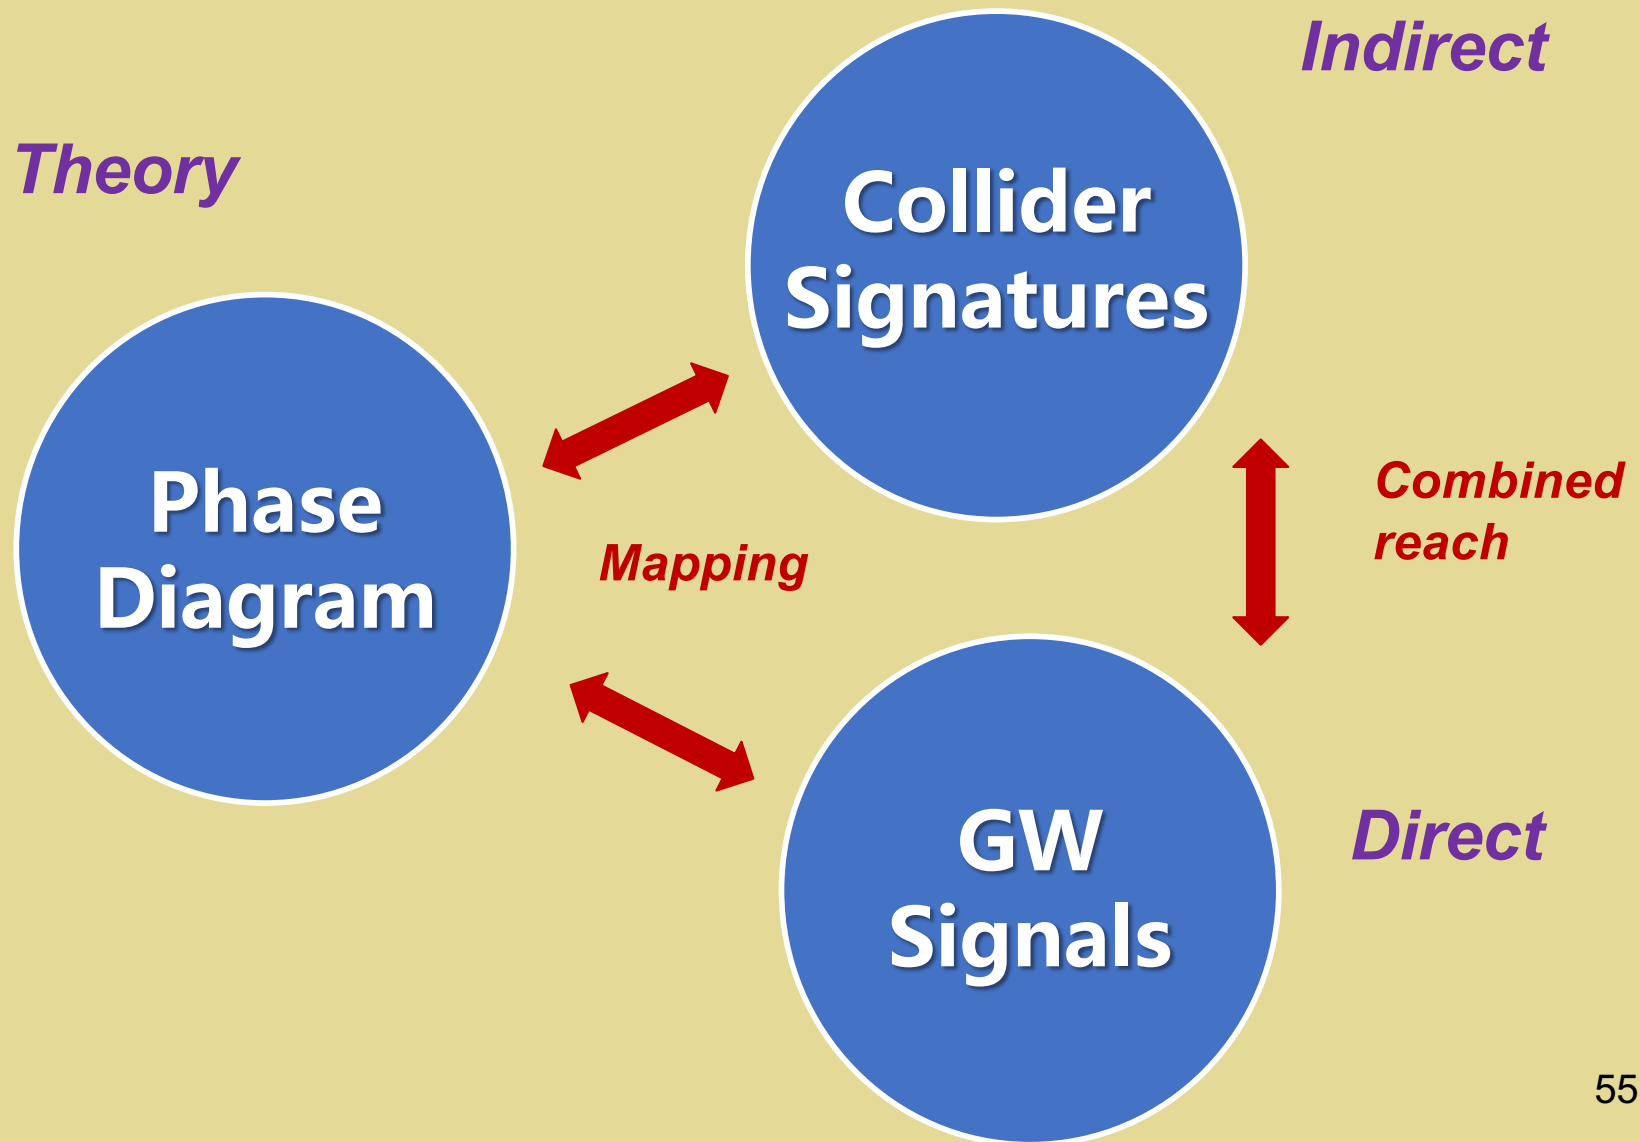 Indirect
Theory
Collider
Signatures
Phase
Diagram
Mapping
Combined
reach
GW
Signals
Direct
55